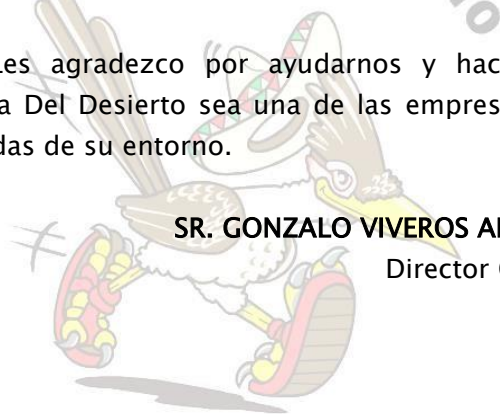 les agradezco por ayudarnos y hac
a Del Desierto sea una de las empres
das de su entorno.
SR. GONZALO VIVEROS A
Director